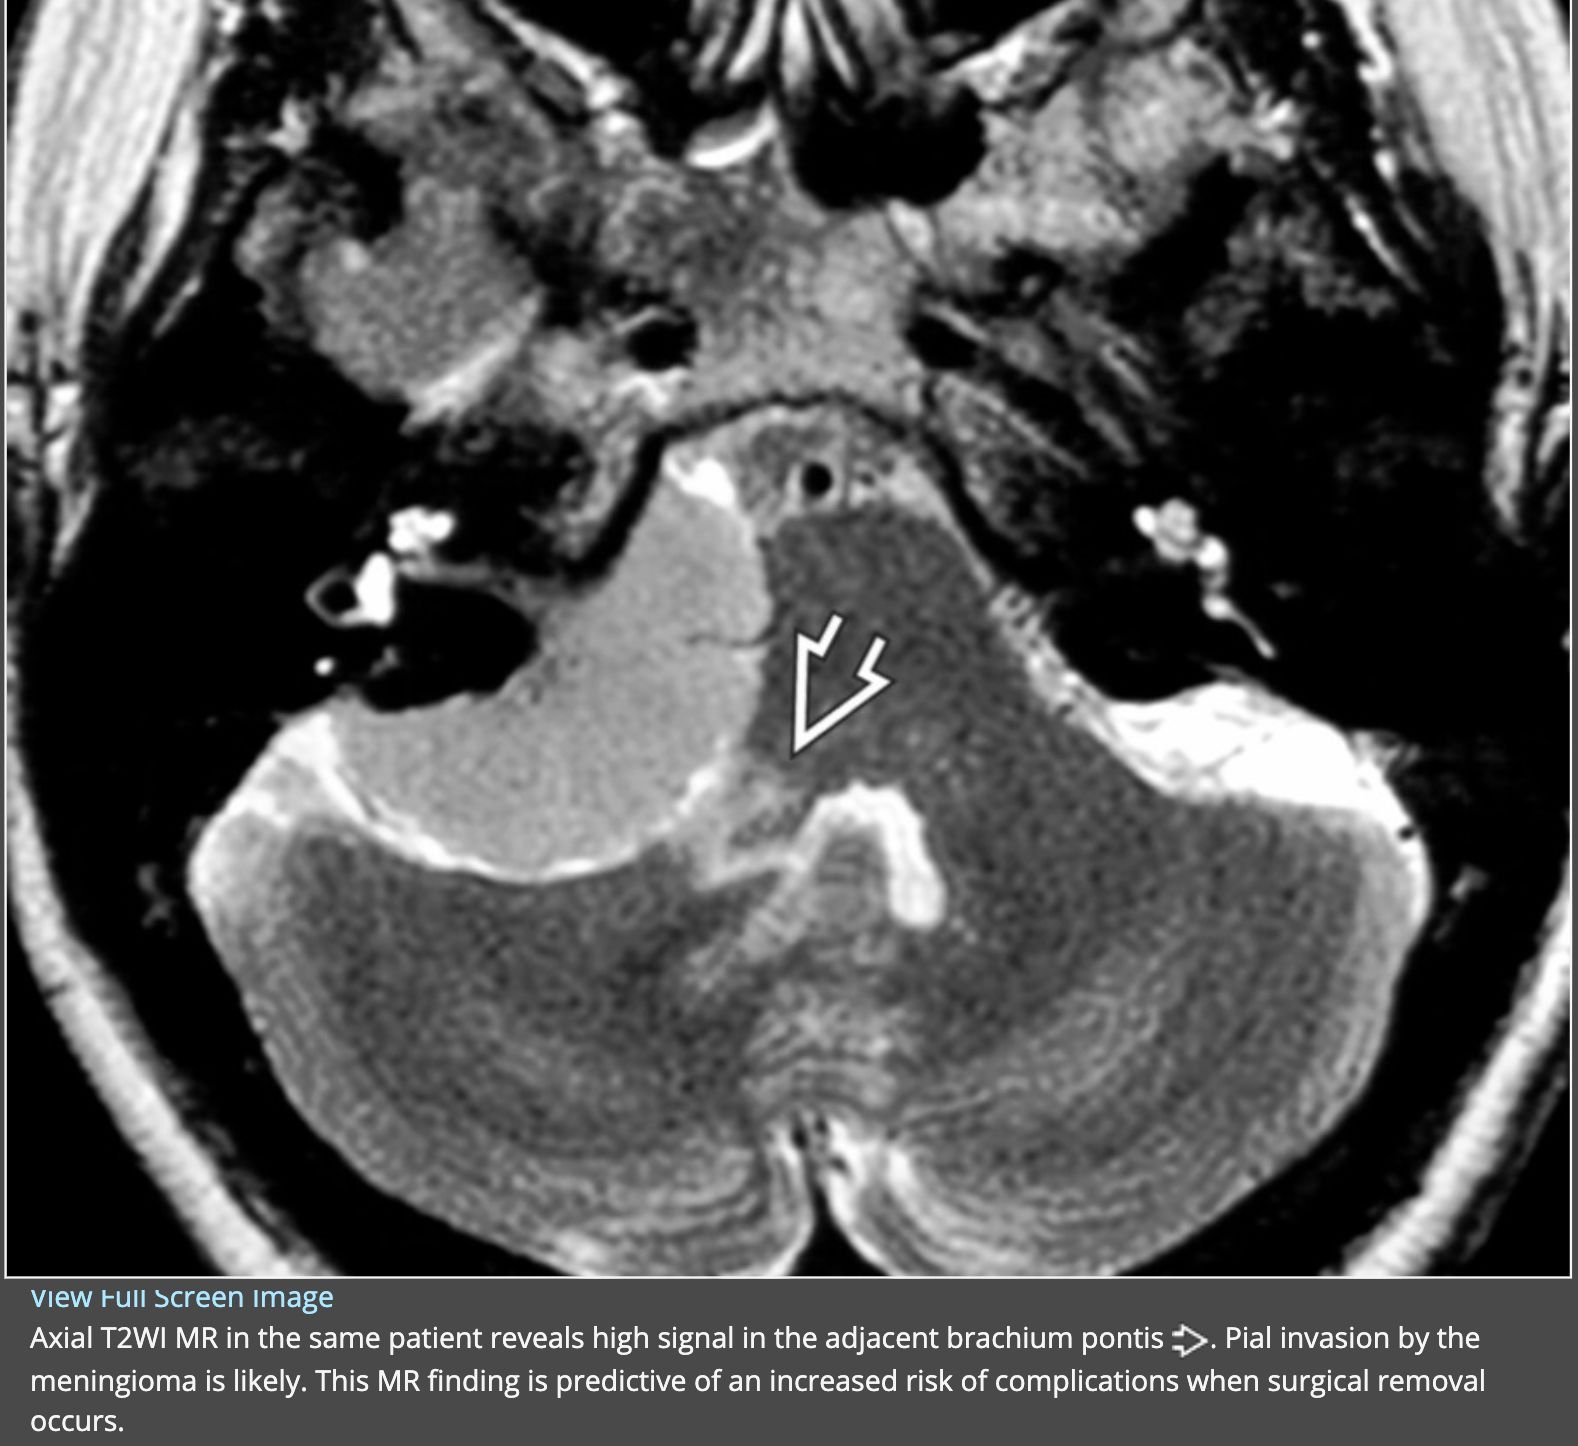 View Full Screen Image
Axial T2WI MR in the same patient reveals high signal in the adjacent brachium pontis . Pial invasion by the
meningioma is likely. This MR finding is predictive of an increased risk of complications when surgical removal
occurs.